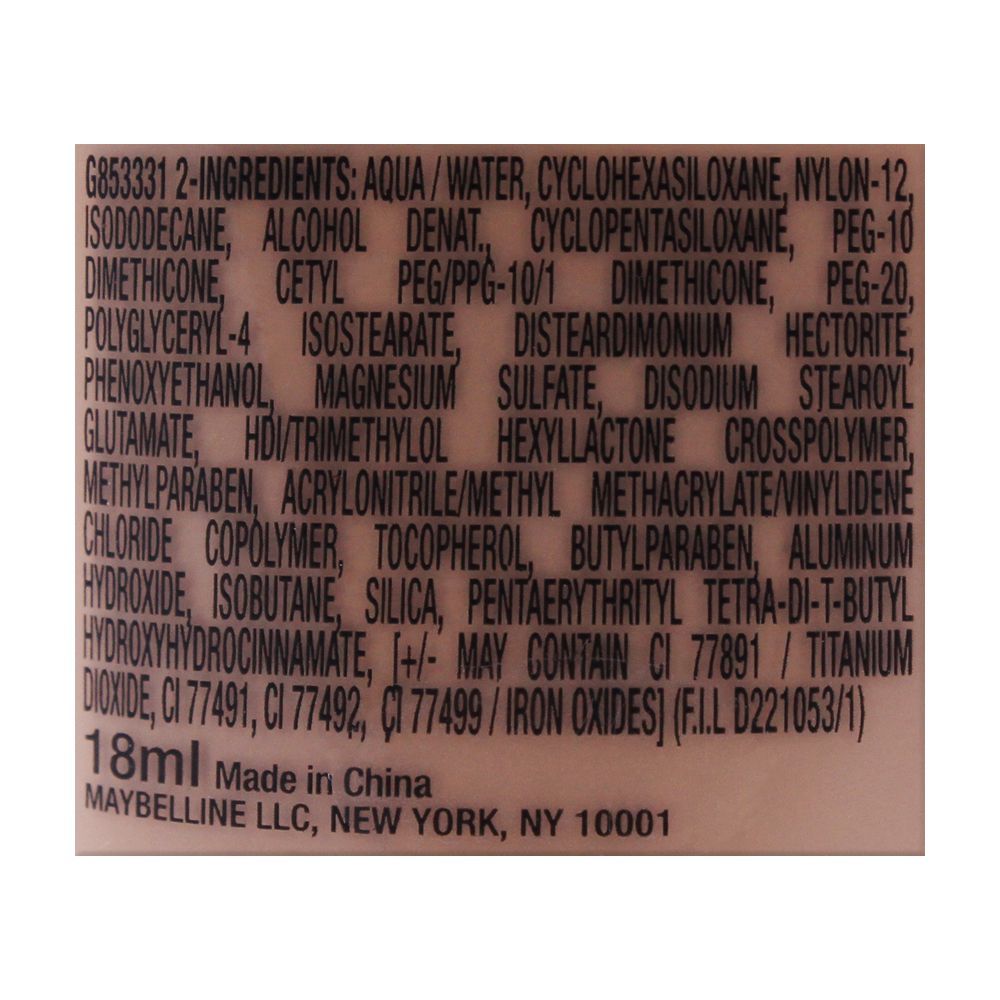 G853331 2-INGREDIENTS: AQUA / WATER, CYCLOHEXASILOXANE, NYLON-12,
ISODODECANE, ALCOHOL DENAT., CYCLOPENTASILOXANE, PEG-10
DIMETHICONE, CETYL PEG/PPG-10/1 DIMETHICONE, PEG-20,
POLYGLYCERYL-4 ISOSTEARATE, DISTEARDIMONIUM HECTORITE,
PHENOXYETHANOL, MAGNESIUM SULFATE, DISODIUM STEAROYL
GLUTAMATE, HDI/TRIMETHYLOL HEXYLLACTONE CROSSPOLYMER,
METHYLPARABEN, ACRYLONITRILE/METHYL METHACRYLATE/VINYLIDENE
CHLORIDE COPOLYMER, TOCOPHEROL, BUTYLPARABEN, ALUMINUM
HYDROXIDE, ISOBUTANE, SILICA, PENTAERYTHRITYL TETRA-DI-T-BUTYL
HYDROXYHYDROCINNAMATE, [+/- MAY CONTAIN CI 77891 / TITANIUM
DIOXIDE, CI 77491, CI 77492, CI 77499 / IRON OXIDES] (F.I.L D221053/1)
18ml Made in China
MAYBELLINE LLC, NEW YORK, NY 10001